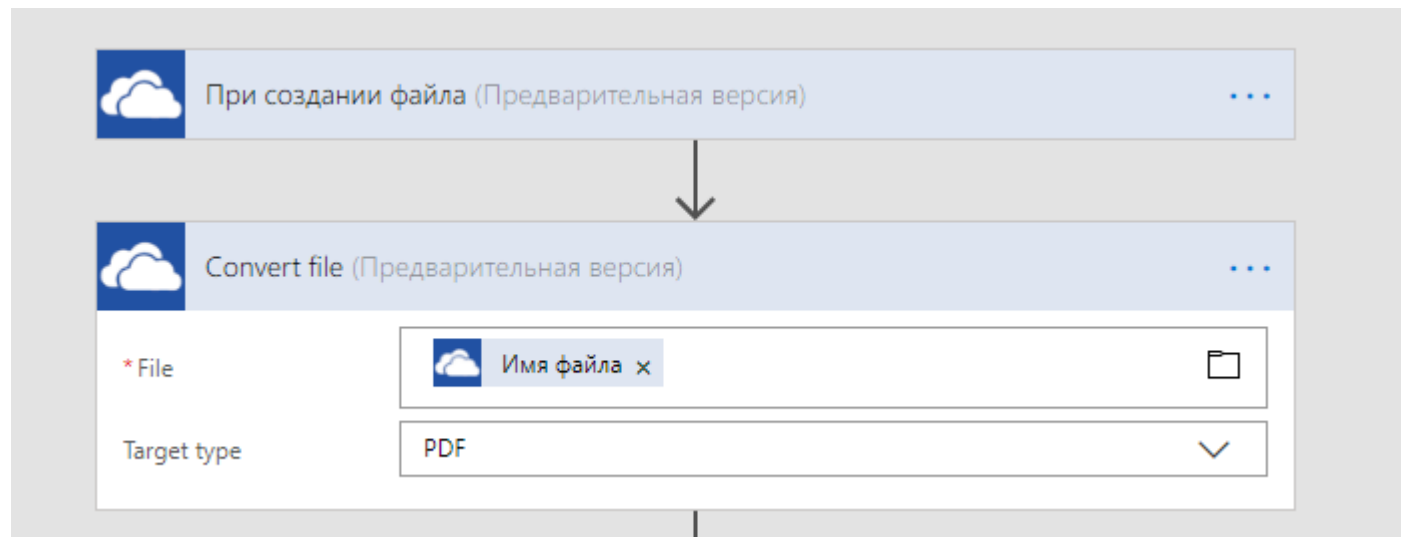 При создании файла (Предварительная версия)
Convert file (Предварительная версия)
* File
Имя файла ×
Target type
PDF